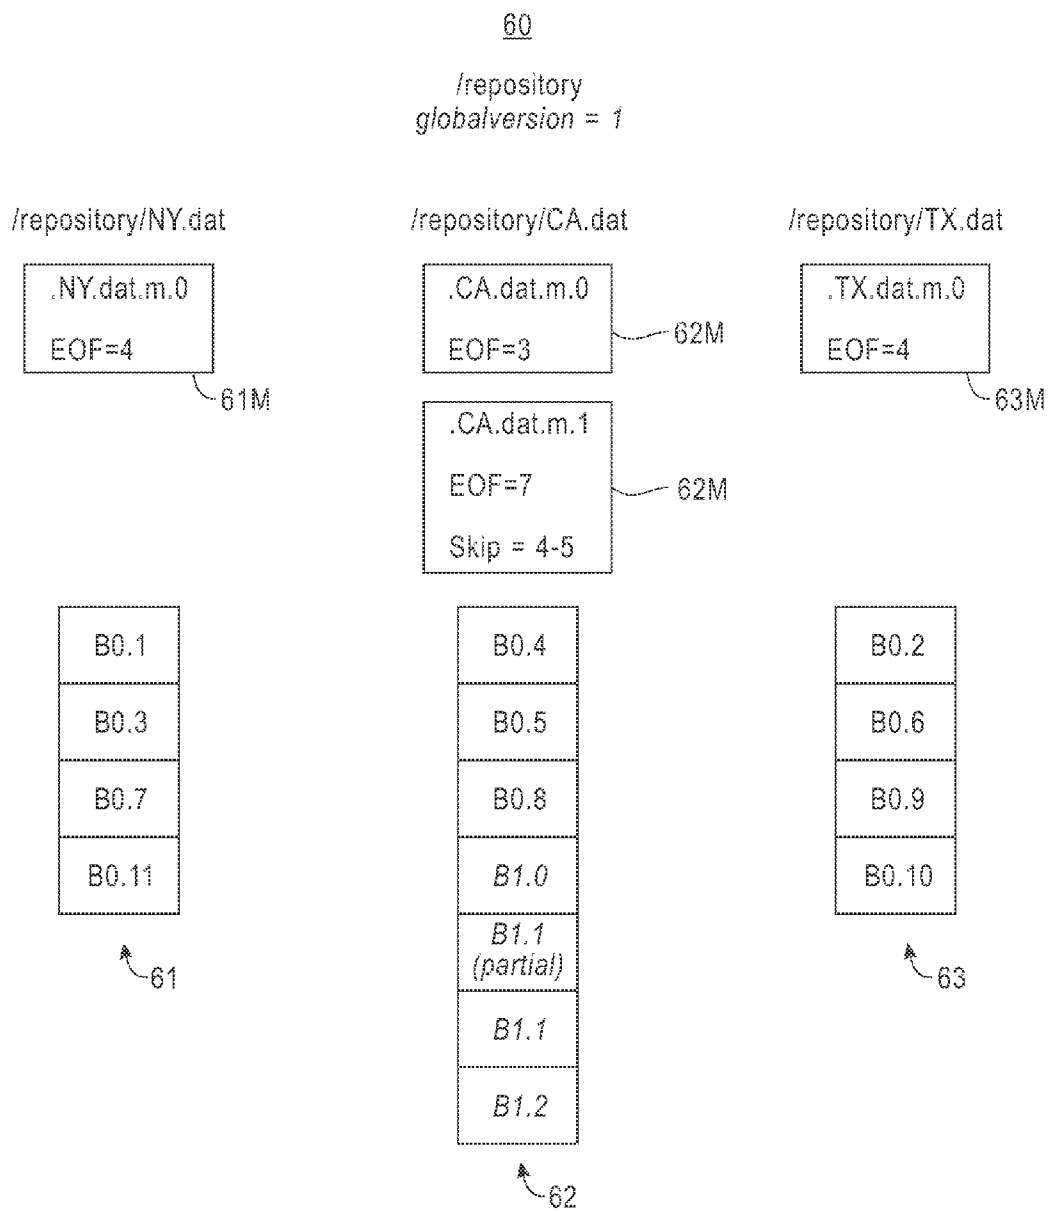 60
/repository
globalversion = 1
/repository/NY.dat
/repository/CA.dat
/repository/TX.dat
.NY.dat.m.0
EOF=4
61M
.CA.dat.m.0
EOF=3
62M
.TX.dat.m.0
EOF=4
63M
.CA.dat.m.1
EOF=7
Skip = 4-5
62M
B0.1
B0.3
B0.7
B0.11
61
B0.4
B0.5
B0.8
B1.0
B1.1
(partial)
B1.1
B1.2
62
B0.2
B0.6
B0.9
B0.10
63